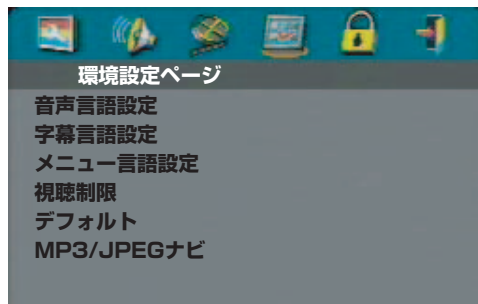 環境設定ページ
音声言語設定
字幕言語設定
メニュー言語設定
視聴制限
デフォルト
MP3/JPEGナビ